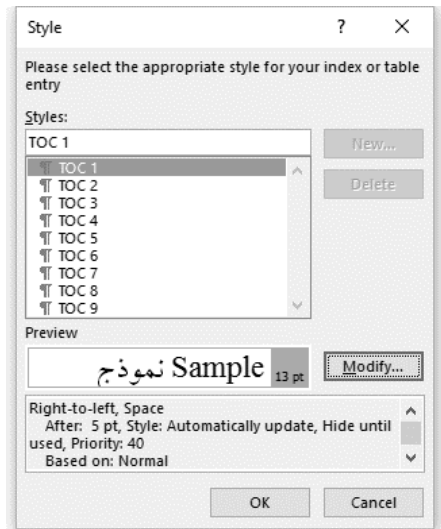 Style ? ×
Please select the appropriate style for your index or table
entry
Styles:
TOC 1
New...
¶ TOC 1
¶ TOC 2
Delete
¶ TOC 3
¶ TOC 4
¶ TOC 5
¶ TOC 6
¶ TOC 7
¶ TOC 8
¶ TOC 9
Preview
نموذج Sample 13 pt
Modify...
Right-to-left, Space
After: 5 pt, Style: Automatically update, Hide until
used, Priority: 40
Based on: Normal
OK Cancel